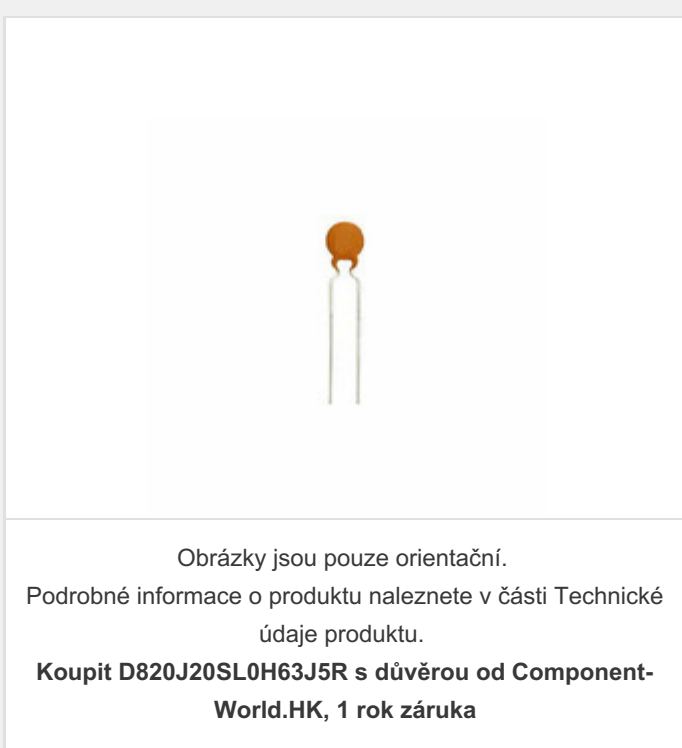 Obrázky jsou pouze orientační.
Podrobné informace o produktu naleznete v části Technické
údaje produktu.
Koupit D820J20SL0H63J5R s důvěrou od Component-
World.HK, 1 rok záruka